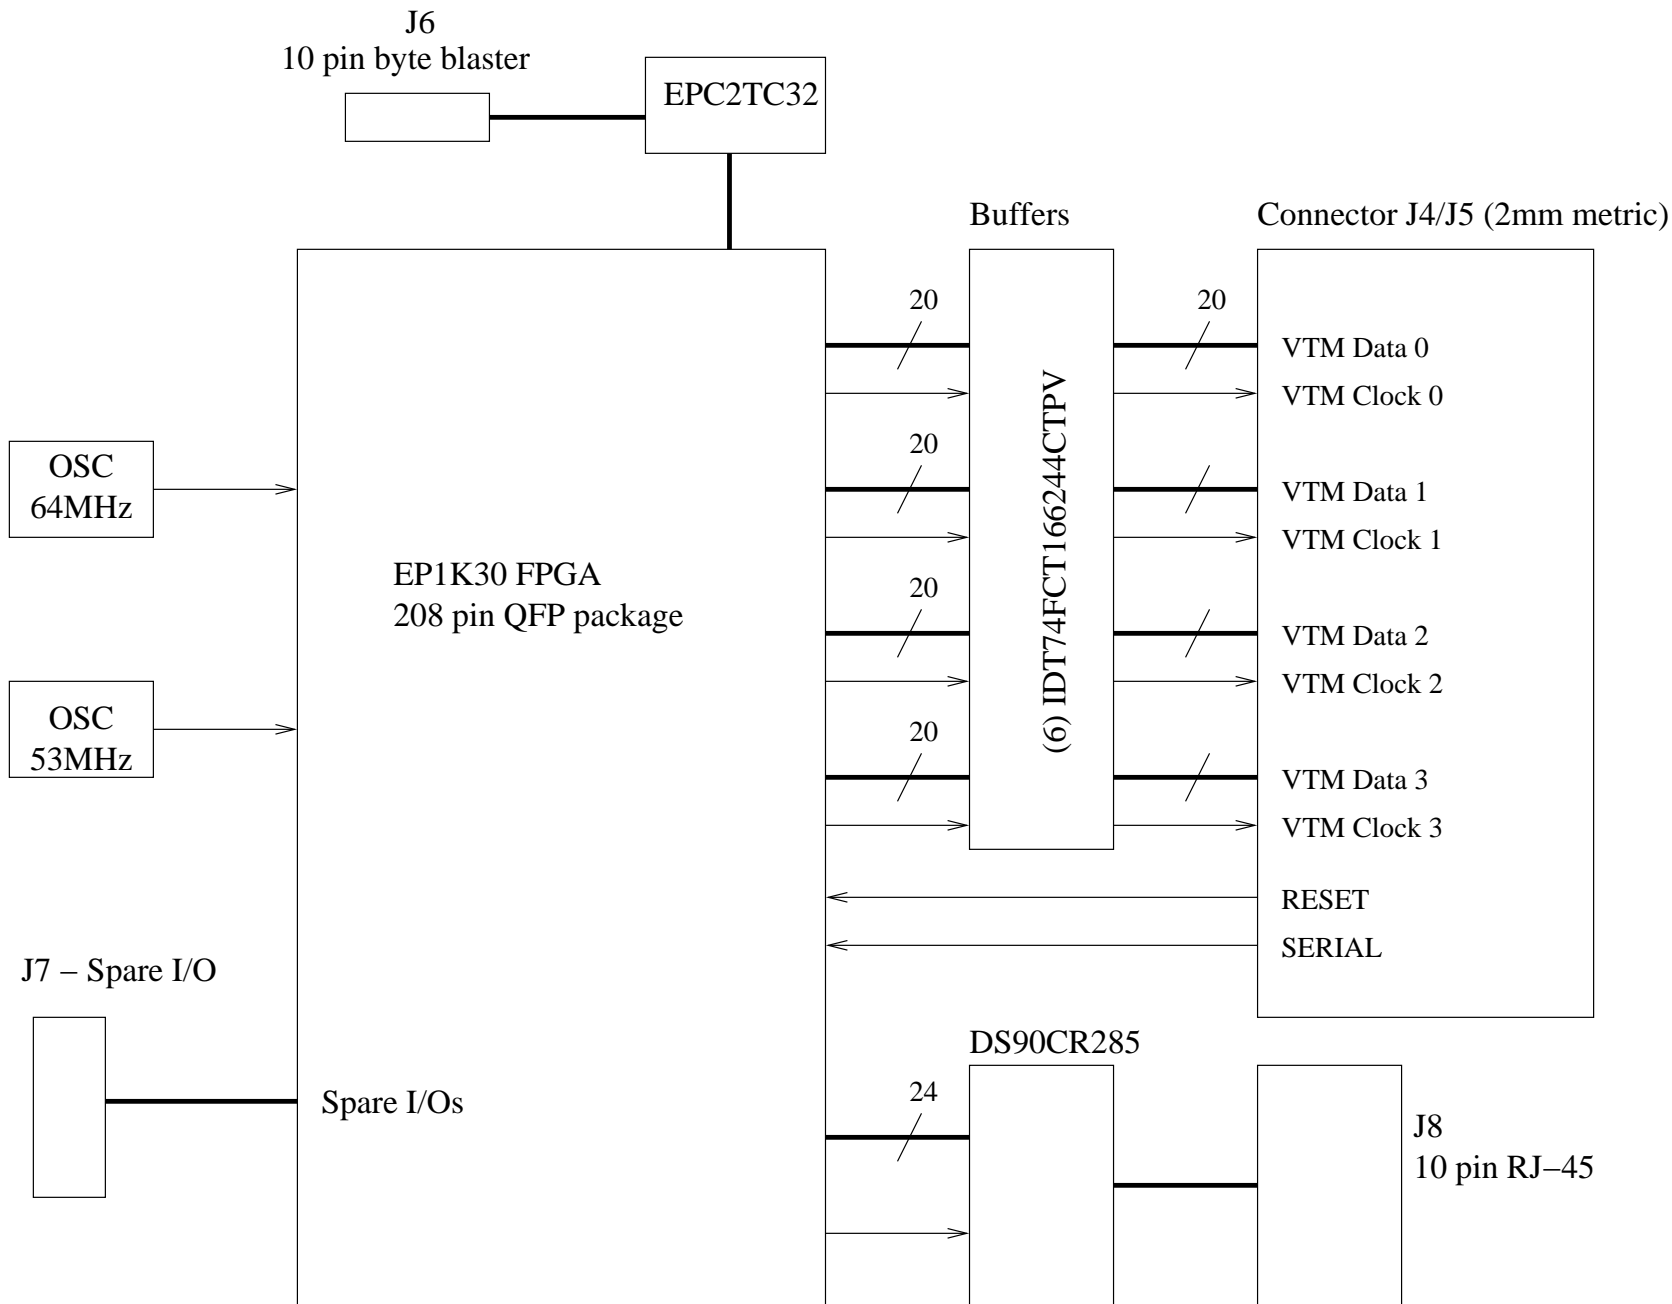 J6
10 pin byte blaster
EPC2TC32
Buffers
Connector J4/J5 (2mm metric)
20
20
VTM Data 0
VTM Clock 0
20
VTM Data 1
VTM Clock 1
20
VTM Data 2
VTM Clock 2
20
VTM Data 3
VTM Clock 3
(6) IDT74FCT166244CTPV
OSC
64MHz
EP1K30 FPGA
208 pin QFP package
OSC
53MHz
RESET
SERIAL
J7 – Spare I/O
Spare I/Os
DS90CR285
24
J8
10 pin RJ–45